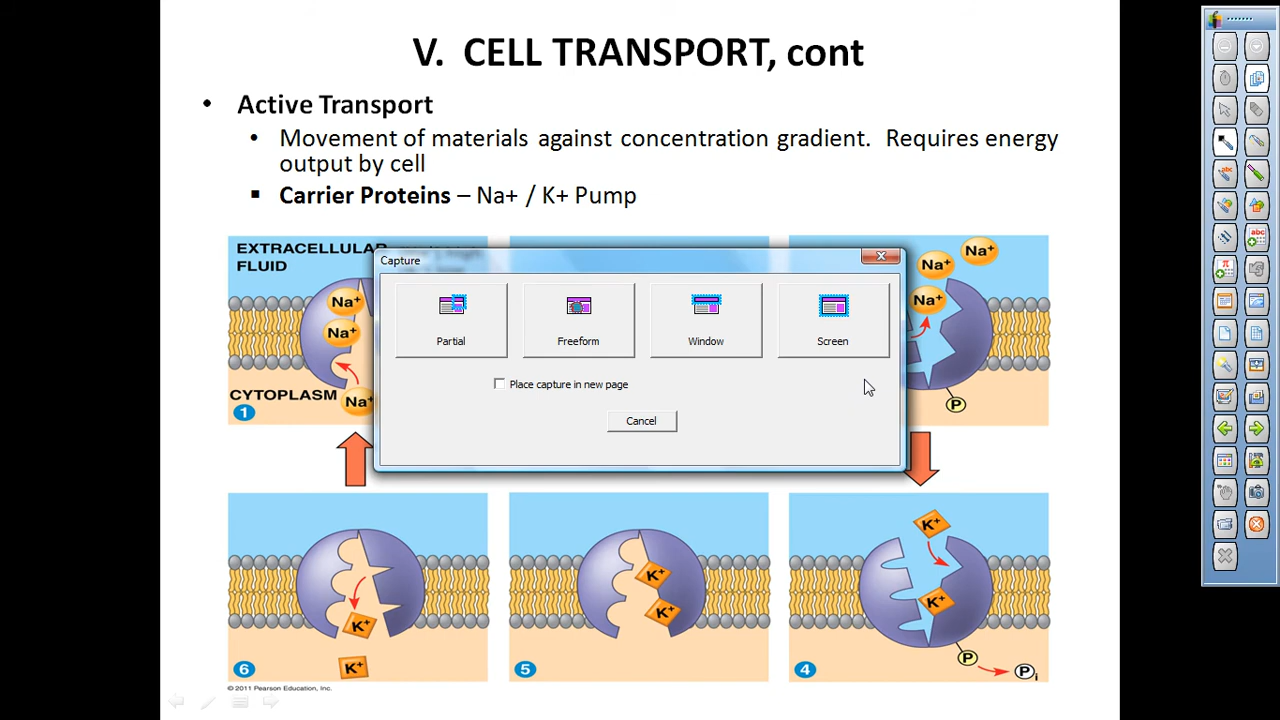 V. CELL TRANSPORT, cont
• Active Transport
• Movement of materials against concentration gradient. Requires energy
output by cell
▪ Carrier Proteins – Na+ / K+ Pump
EXTRACELLULAR
FLUID
Na+
Na+
Na+
CYTOPLASM
1
Capture
Partial
Freeform
Window
Screen
Place capture in new page
Cancel
Na+
Na+
Na+
P
K+
K+
6
K+
K+
5
K+
K+
P
Pi
4
© 2011 Pearson Education, Inc.
abc
abc